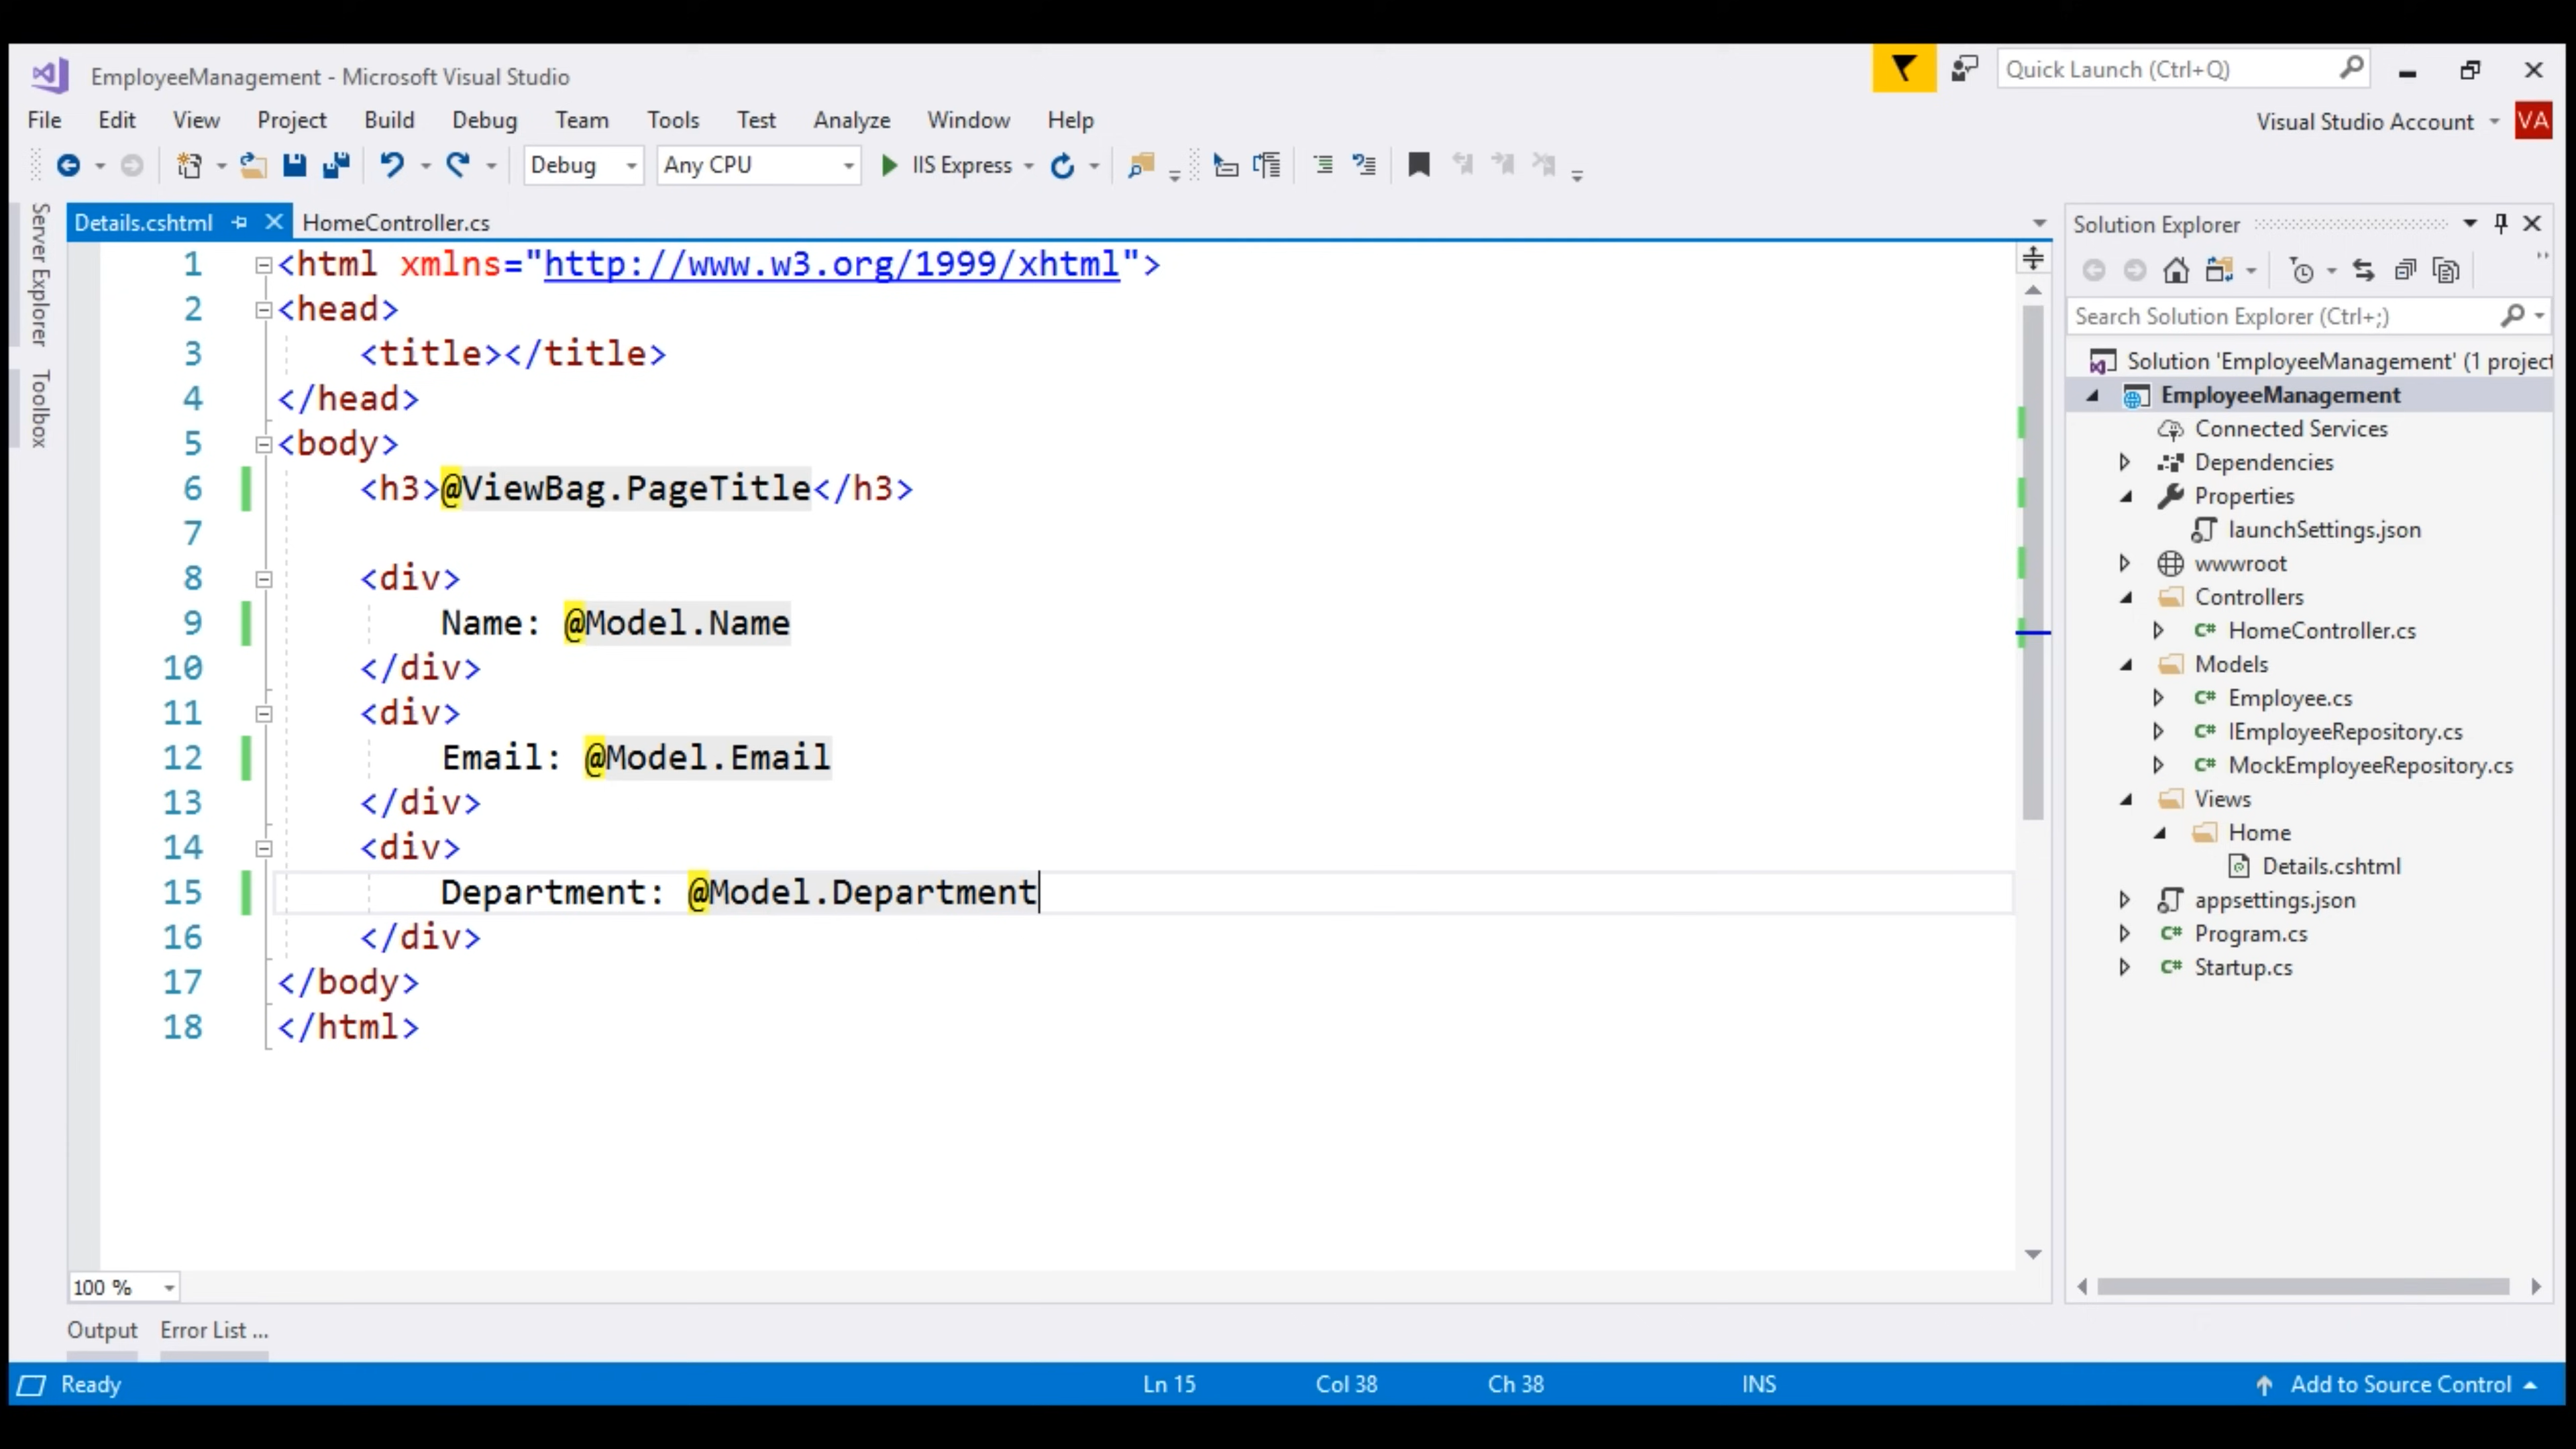 EmployeeManagement - Microsoft Visual Studio
Quick Launch (Ctrl+Q)
File Edit View Project Build Debug Team Tools Test Analyze Window Help
Visual Studio Account VA
Debug Any CPU IIS Express
Server Explorer
Toolbox
Details.cshtml HomeController.cs
1 <html xmlns="http://www.w3.org/1999/xhtml">
2 <head>
3 <title></title>
4 </head>
5 <body>
6 <h3>@ViewBag.PageTitle</h3>
7
8 <div>
9 Name: @Model.Name
10 </div>
11 <div>
12 Email: @Model.Email
13 </div>
14 <div>
15 Department: @Model.Department
16 </div>
17 </body>
18 </html>
100 %
Output Error List ...
Solution Explorer
Search Solution Explorer (Ctrl+;)
Solution 'EmployeeManagement' (1 project
EmployeeManagement
Connected Services
Dependencies
Properties
launchSettings.json
wwwroot
Controllers
C# HomeController.cs
Models
C# Employee.cs
C# IEmployeeRepository.cs
C# MockEmployeeRepository.cs
Views
Home
Details.cshtml
appsettings.json
C# Program.cs
C# Startup.cs
Ready Ln 15 Col 38 Ch 38 INS Add to Source Control